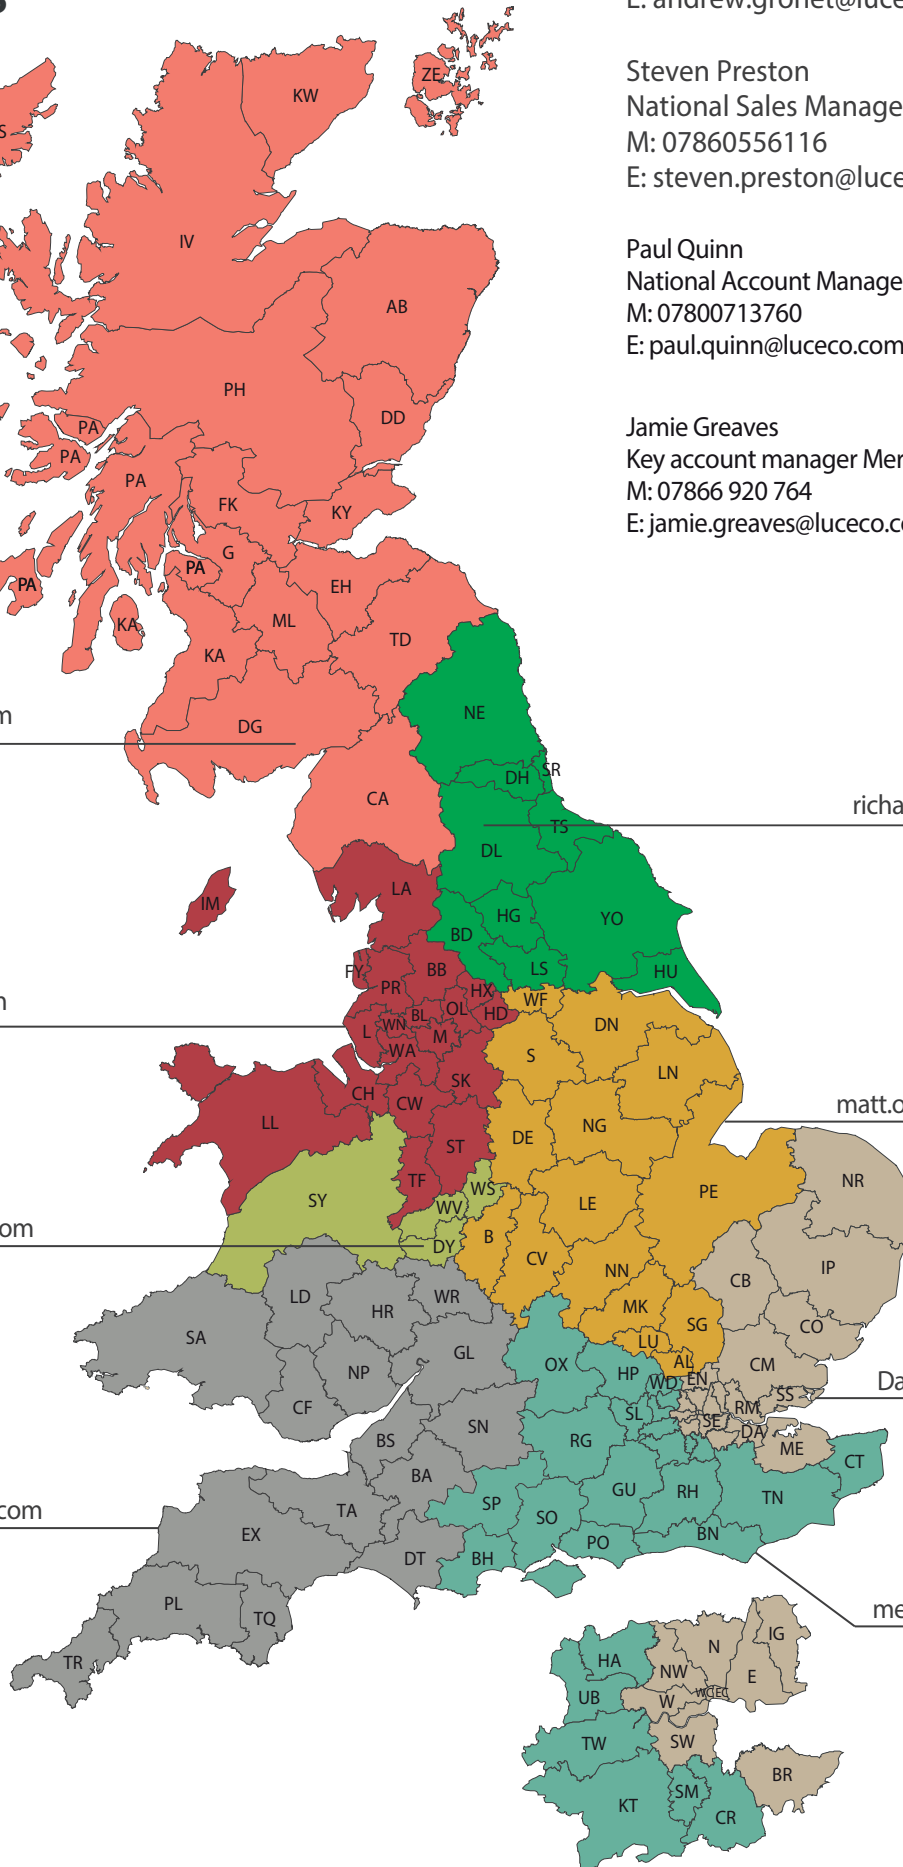 E: andrew.gronet@luce
Steven Preston
National Sales Manage
M: 07860556116
E: steven.preston@luce
Paul Quinn
National Account Manage
M: 07800713760
E: paul.quinn@luceco.com
Jamie Greaves
Key account manager Mer
M: 07866 920 764
E: jamie.greaves@luceco.co
ZE
KW
S
IV
AB
PH
DD
PA
PA
PA
FK
KY
G
PA
PA
EH
ML
KA
TD
KA
NE
m
DG
SR
DH
CA
richa
TS
DL
LA
IM
HG
YO
BD
LS
HU
FY
BB
PR
HX
WF
n
OL
HD
BL
WN
L
M
DN
WA
S
LN
SK
CH
CW
matt.o
LL
NG
DE
ST
TF
NR
WS
PE
SY
LE
WV
om
B
DY
CV
IP
NN
CB
LD
WR
MK
HR
SG
CO
SA
LU
GL
AL
OX
CM
NP
HP
EN
WD
Da
SS
CF
RM
SL
SE
SN
DA
BS
RG
ME
CT
BA
GU
RH
TN
SP
TA
com
SO
EX
BN
PO
DT
BH
PL
me
TQ
IG
N
HA
TR
NW
E
UB
W
WC
EC
TW
SW
BR
SM
KT
CR